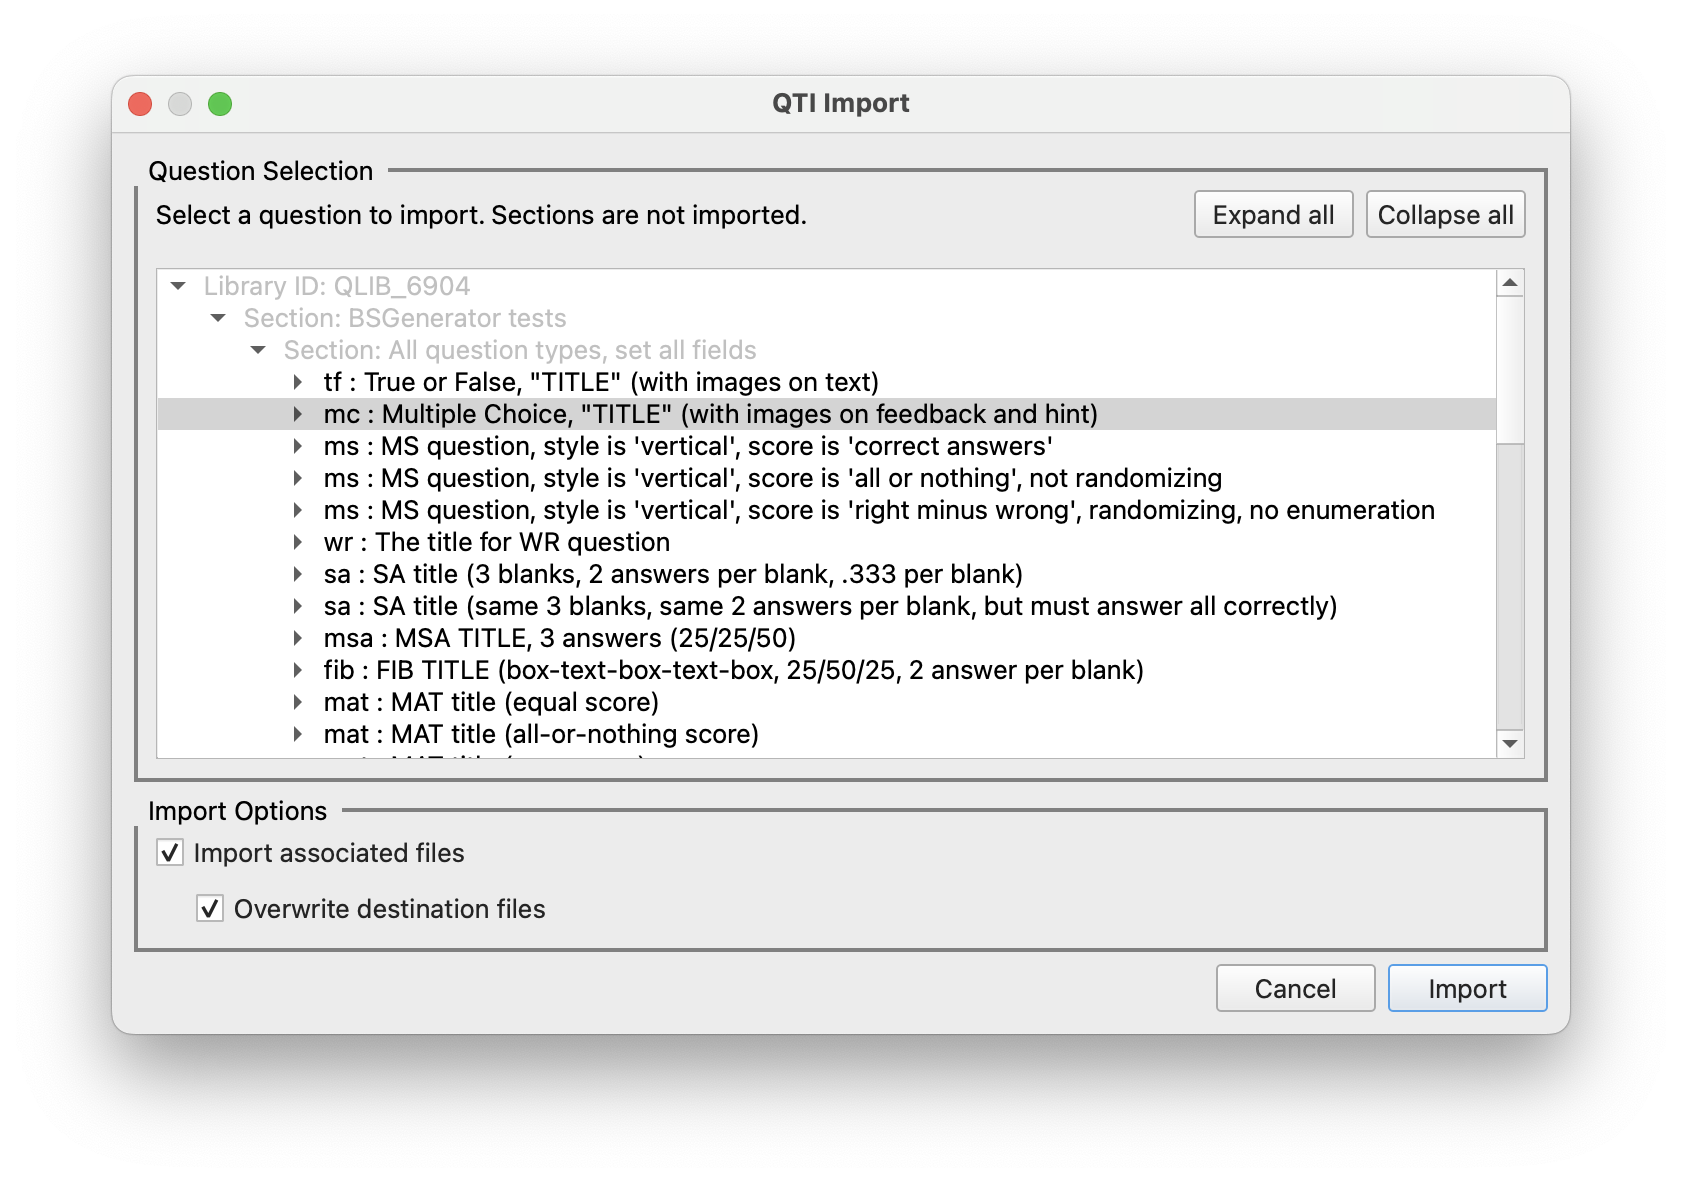 QTI Import
Question Selection
Select a question to import. Sections are not imported.
Expand all
Collapse all
Library ID: QLIB_6904
Section: BSGenerator tests
Section: All question types, set all fields
tf : True or False, "TITLE" (with images on text)
mc : Multiple Choice, "TITLE" (with images on feedback and hint)
ms : MS question, style is 'vertical', score is 'correct answers'
ms : MS question, style is 'vertical', score is 'all or nothing', not randomizing
ms : MS question, style is 'vertical', score is 'right minus wrong', randomizing, no enumeration
wr : The title for WR question
sa : SA title (3 blanks, 2 answers per blank, .333 per blank)
sa : SA title (same 3 blanks, same 2 answers per blank, but must answer all correctly)
msa : MSA TITLE, 3 answers (25/25/50)
fib : FIB TITLE (box-text-box-text-box, 25/50/25, 2 answer per blank)
mat : MAT title (equal score)
mat : MAT title (all-or-nothing score)
Import Options
Import associated files
Overwrite destination files
Cancel
Import